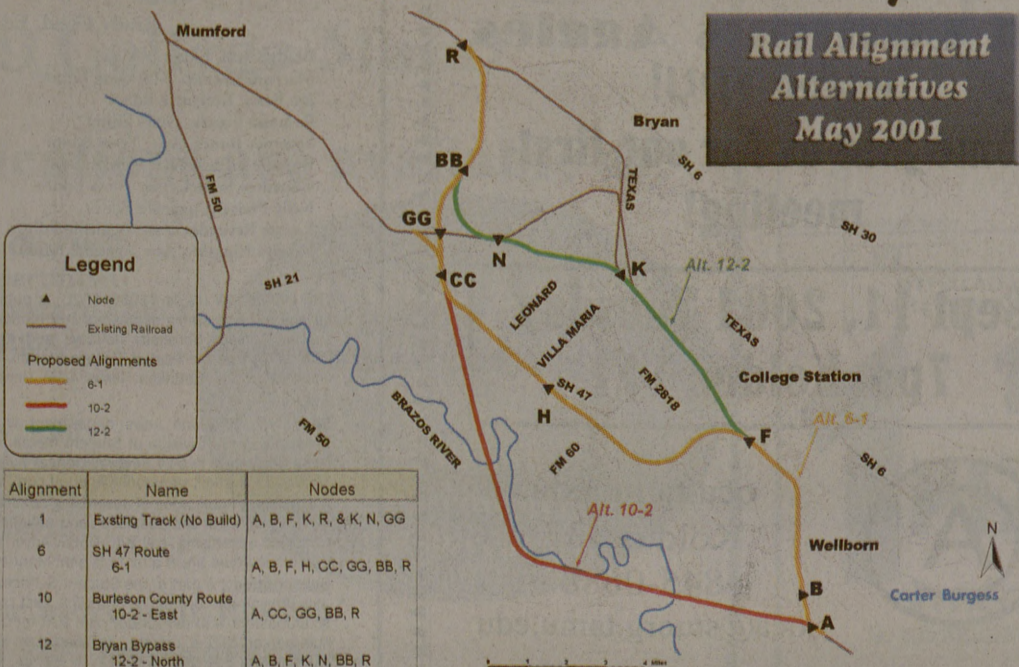 Rail Alignment
Alternatives
May 2001
Mumford
R
Bryan
SH 6
BB
TEXAS
FM 50
GG
SH 30
N
K
Alt. 12-2
CC
SH 21
LEONARD
VILLA MARIA
TEXAS
College Station
SH 47
FM 2818
H
BRAZOS RIVER
FM 50
FM 60
F
Alt. 6-1
SH 6
Alt. 10-2
Wellborn
N
B
Carter Burgess
A
Legend
Node
Existing Railroad
Proposed Alignments
6-1
10-2
12-2
Alignment Name Nodes
1 Exsting Track (No Build) A, B, F, K, R, & K, N, GG
6 SH 47 Route
6-1 A, B, F, H, CC, GG, BB, R
10 Burleson County Route
10-2 - East A, CC, GG, BB, R
12 Bryan Bypass
12-2 - North A, B, F, K, N, BB, R